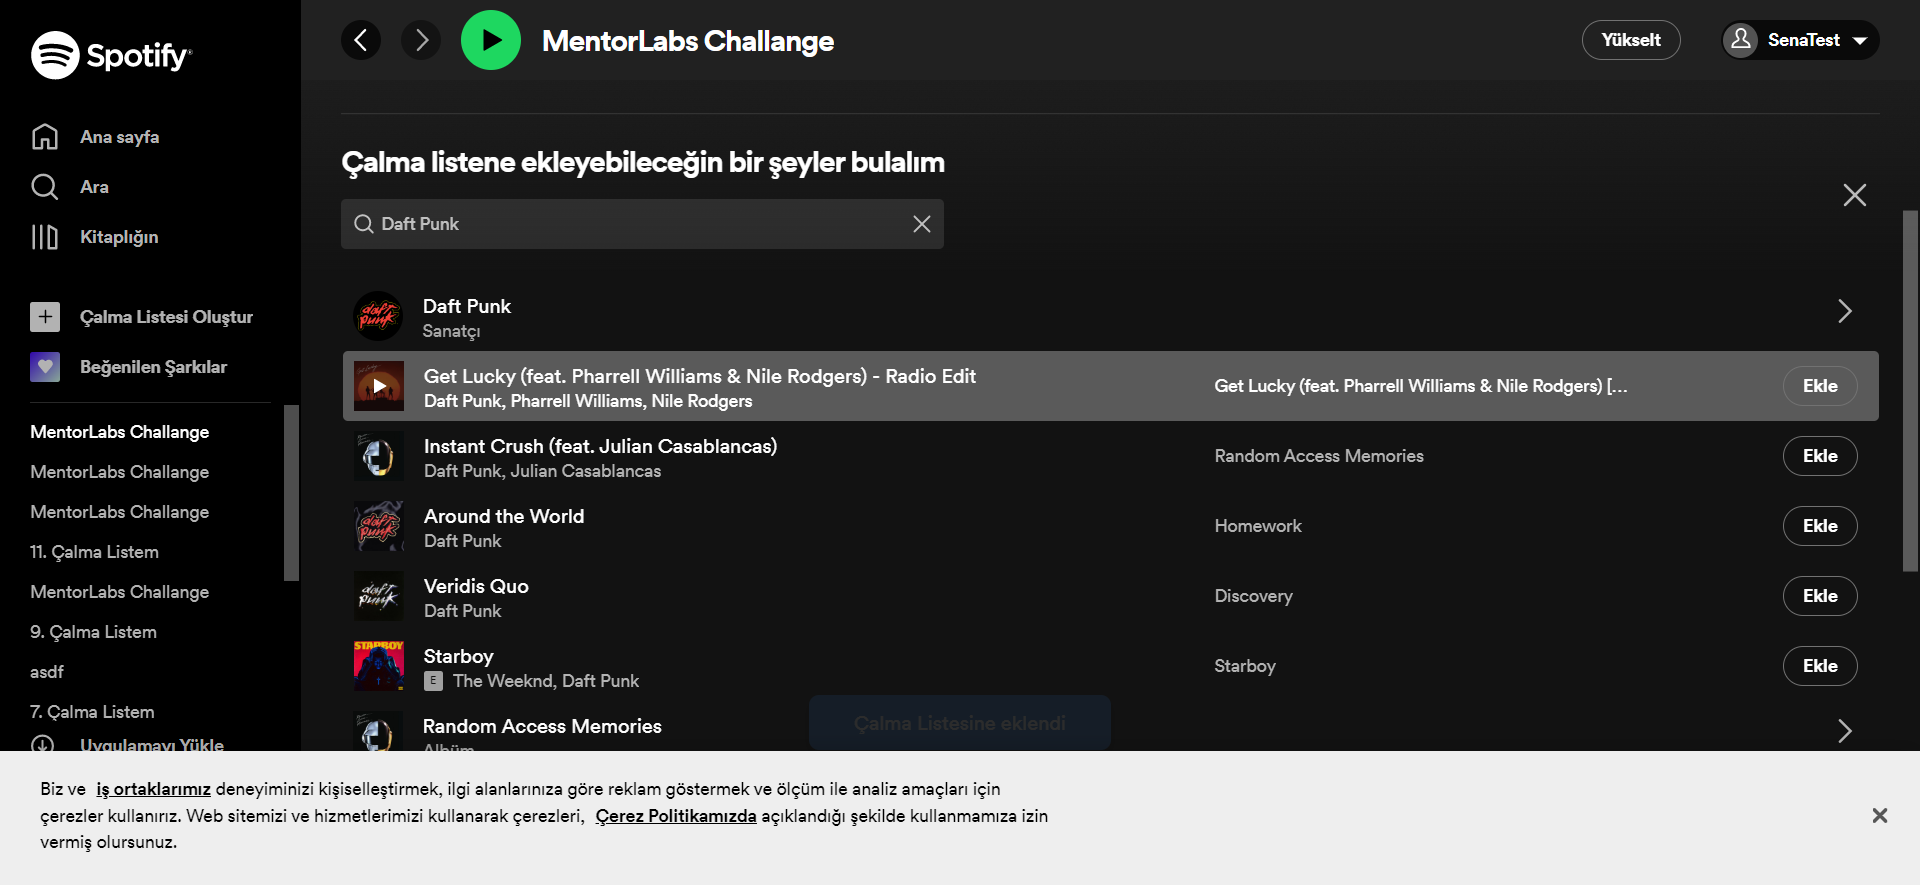 Spotify
MentorLabs Challange
Yükselt
SenaTest
Ana sayfa
Ara
Kitaplığın
Çalma Listesi Oluştur
Beğenilen Şarkılar
MentorLabs Challange
MentorLabs Challange
MentorLabs Challange
11. Çalma Listem
MentorLabs Challange
9. Çalma Listem
asdf
7. Çalma Listem
Uygulamayı Yükle
Çalma listene ekleyebileceğin bir şeyler bulalım
Daft Punk
Daft Punk
Sanatçı
Get Lucky (feat. Pharrell Williams & Nile Rodgers) - Radio Edit
Daft Punk, Pharrell Williams, Nile Rodgers
Get Lucky (feat. Pharrell Williams & Nile Rodgers) [...
Ekle
Instant Crush (feat. Julian Casablancas)
Daft Punk, Julian Casablancas
Random Access Memories
Ekle
Around the World
Daft Punk
Homework
Ekle
Veridis Quo
Daft Punk
Discovery
Ekle
STARBOY
Starboy
E The Weeknd, Daft Punk
Starboy
Ekle
Random Access Memories
Albüm
Çalma Listesine eklendi
Biz ve iş ortaklarımız deneyiminizi kişiselleştirmek, ilgi alanlarınıza göre reklam göstermek ve ölçüm ile analiz amaçları için
çerezler kullanırız. Web sitemizi ve hizmetlerimizi kullanarak çerezleri, Çerez Politikamızda açıklandığı şekilde kullanmamıza izin
vermiş olursunuz.